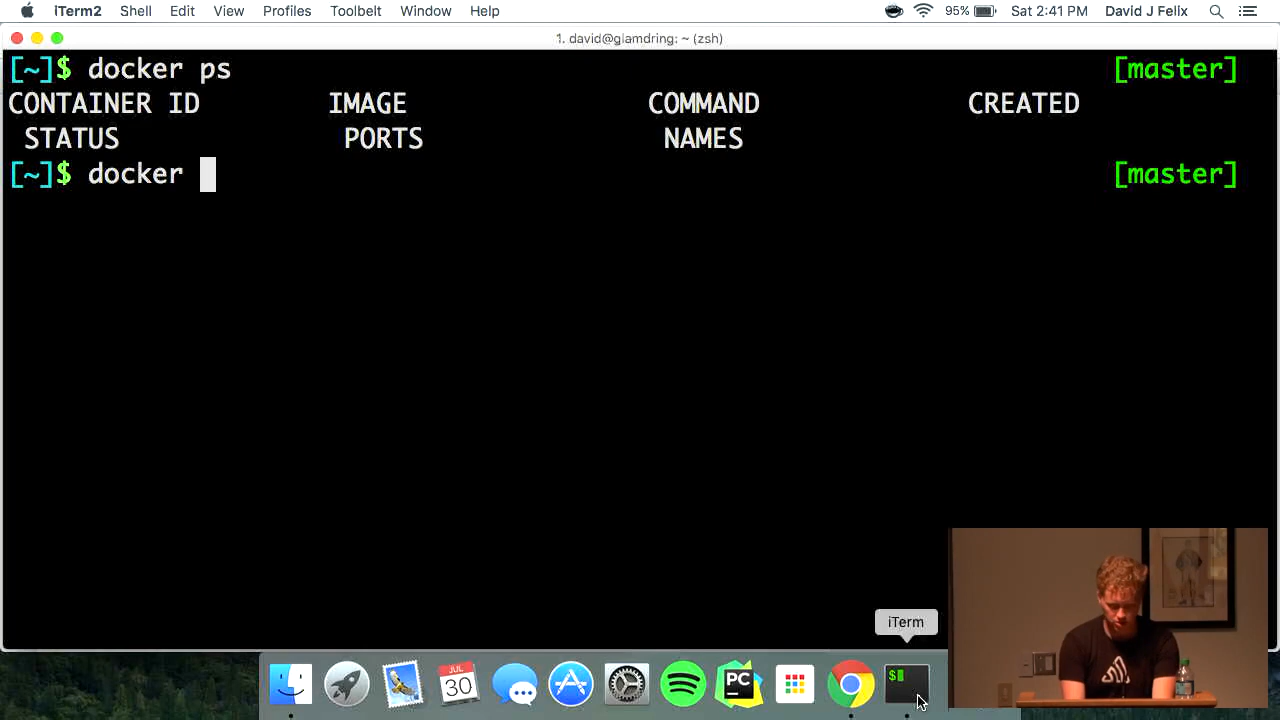 iTerm2 Shell Edit View Profiles Toolbelt Window Help 95% Sat 2:41 PM David J Felix
1. david@glamdring: ~ (zsh)
[~]$ docker ps [master]
CONTAINER ID IMAGE COMMAND CREATED
STATUS PORTS NAMES
[~]$ docker [master]
iTerm
JUL
30
PC
$